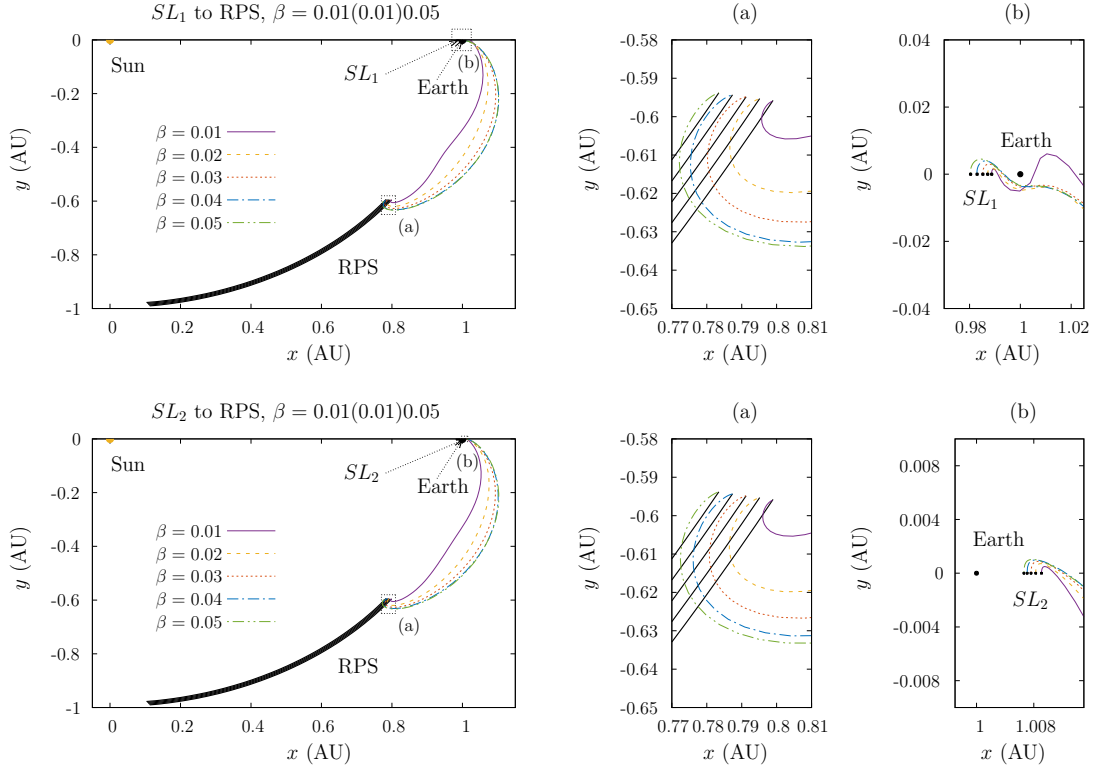 SL₁ to RPS, β = 0.01(0.01)0.05
0
-0.2
-0.4
-0.6
-0.8
-1
y (AU)
Sun
SL₁
Earth
(b)
β = 0.01
β = 0.02
β = 0.03
β = 0.04
β = 0.05
(a)
RPS
0 0.2 0.4 0.6 0.8 1
x (AU)
(a)
-0.58
-0.59
-0.6
-0.61
-0.62
-0.63
-0.64
-0.65
y (AU)
0.77 0.78 0.79 0.8 0.81
x (AU)
(b)
0.04
0.02
0
-0.02
-0.04
y (AU)
Earth
SL₁
0.98 1 1.02
x (AU)
SL₂ to RPS, β = 0.01(0.01)0.05
0
-0.2
-0.4
-0.6
-0.8
-1
y (AU)
Sun
SL₂
(b)
Earth
β = 0.01
β = 0.02
β = 0.03
β = 0.04
β = 0.05
(a)
RPS
0 0.2 0.4 0.6 0.8 1
x (AU)
(a)
-0.58
-0.59
-0.6
-0.61
-0.62
-0.63
-0.64
-0.65
y (AU)
0.77 0.78 0.79 0.8 0.81
x (AU)
(b)
0.008
0.004
0
-0.004
-0.008
y (AU)
Earth
SL₂
1 1.008
x (AU)